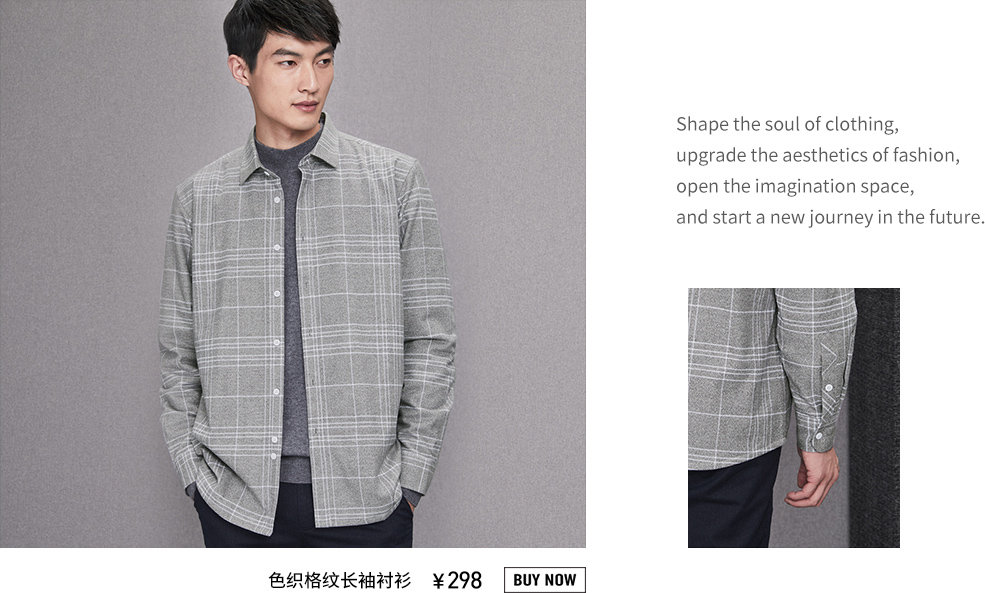 Shape the soul of clothing,
upgrade the aesthetics of fashion,
open the imagination space,
and start a new journey in the future.
色织格纹长袖衬衫 ¥298 BUY NOW